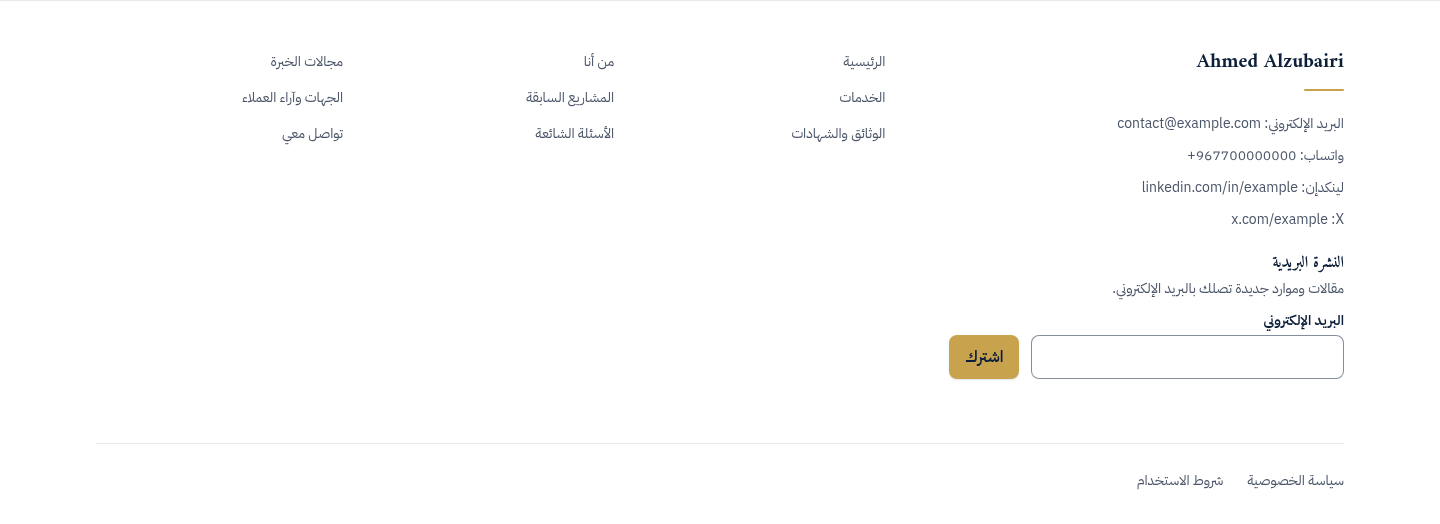 Ahmed Alzubairi
البريد الإلكتروني: contact@example.com
واتساب: 967700000000+
لينكدإن: linkedin.com/in/example
X: x.com/example
النشرة البريدية
مقالات وموارد جديدة تصلك بالبريد الإلكتروني.
البريد الإلكتروني
اشترك
الرئيسية
الخدمات
الوثائق والشهادات
من أنا
المشاريع السابقة
الأسئلة الشائعة
مجالات الخبرة
الجهات وآراء العملاء
تواصل معي
سياسة الخصوصية
شروط الاستخدام